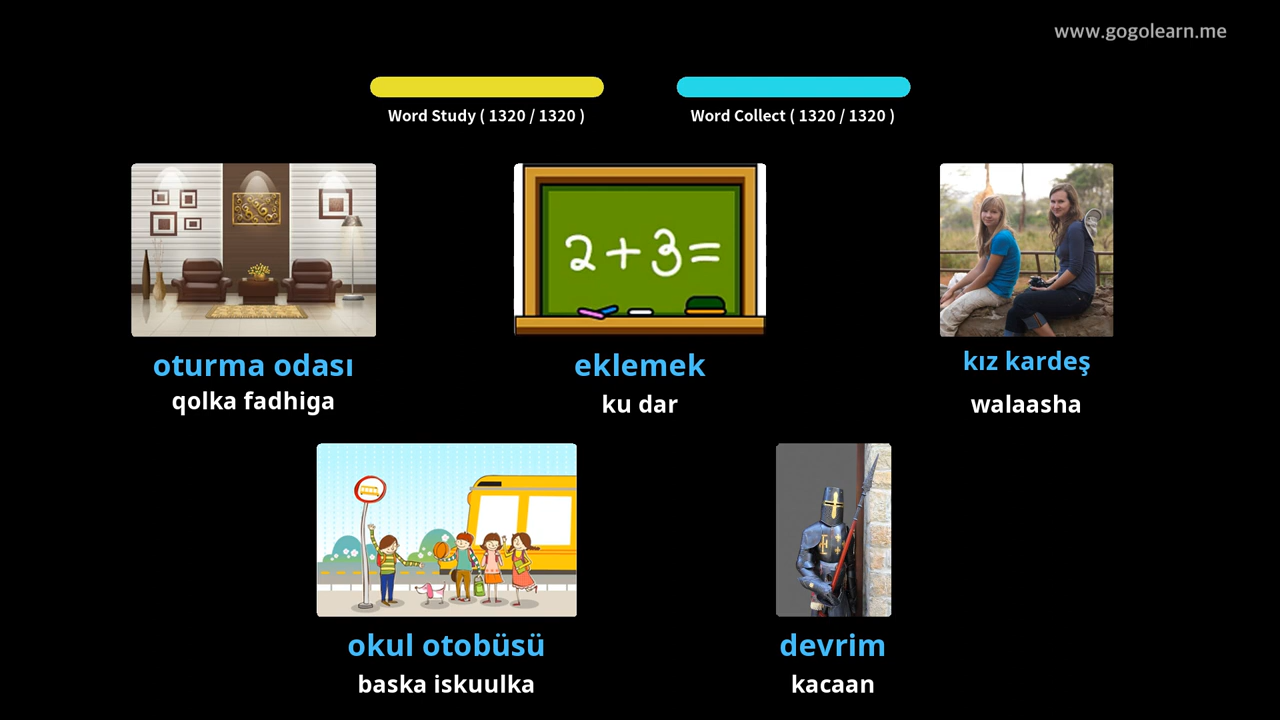 www.gogolearn.me
Word Study ( 1320 / 1320 )
Word Collect ( 1320 / 1320 )
2+3=
oturma odası
qolka fadhiga
eklemek
ku dar
kız kardeş
walaasha
okul otobüsü
baska iskuulka
devrim
kacaan